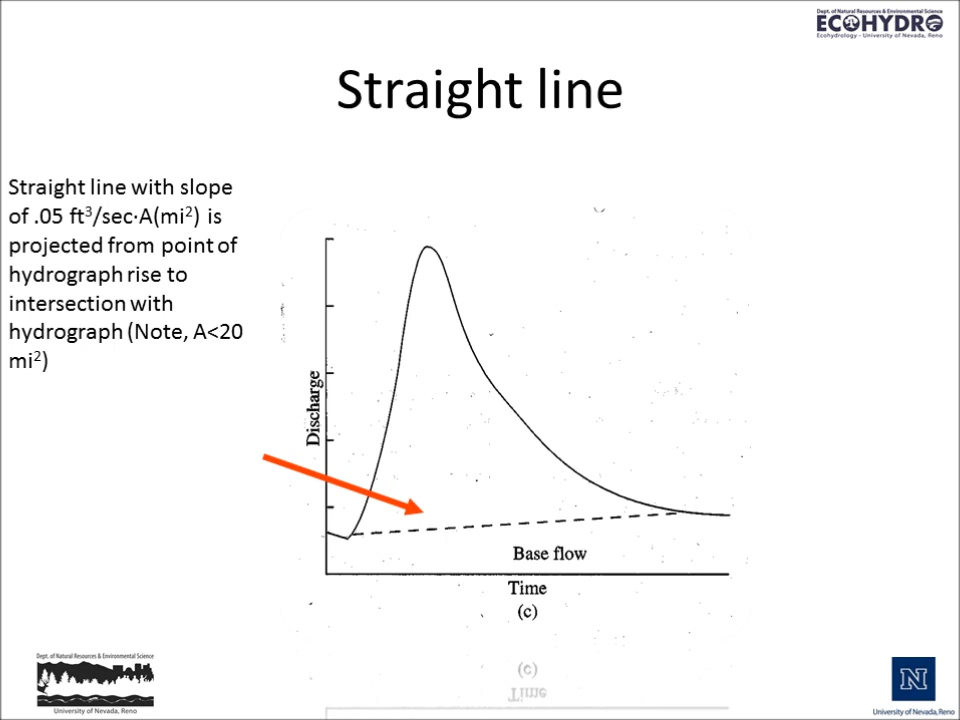 Dept. of Natural Resources & Environmental Science
ECOHYDRO
Ecohydrology - University of Nevada, Reno
Straight line
Straight line with slope
of .05 ft³/sec·A(mi²) is
projected from point of
hydrograph rise to
intersection with
hydrograph (Note, A<20
mi²)
Discharge
Base flow
Time
(c)
(c)
Time
Dept. of Natural Resources & Environmental Science
University of Nevada, Reno
N
University of Nevada, Reno